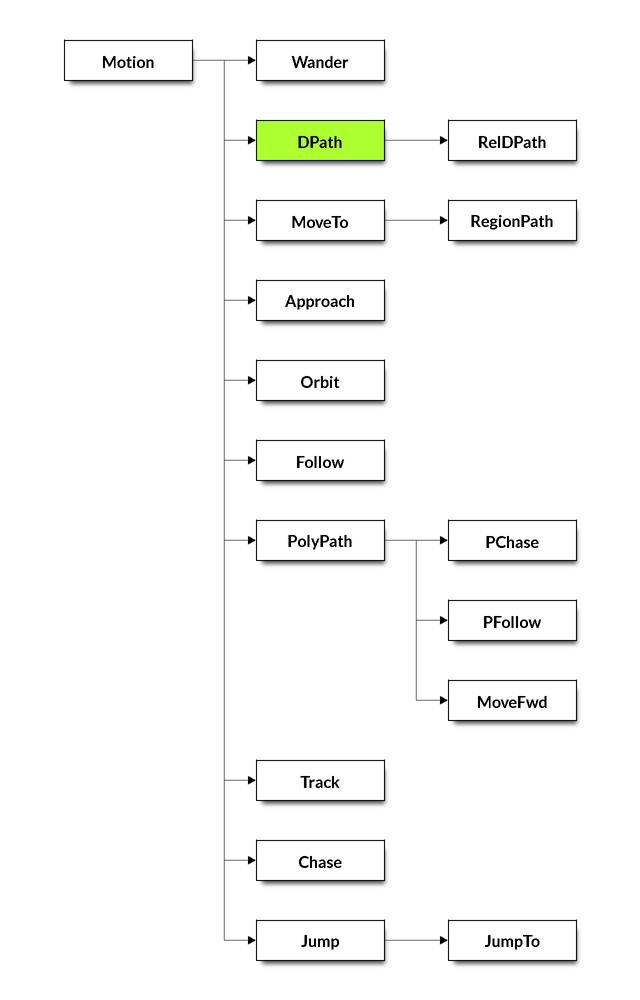 Motion
Wander
DPath
RelDPath
MoveTo
RegionPath
Approach
Orbit
Follow
PolyPath
PChase
PFollow
MoveFwd
Track
Chase
Jump
JumpTo